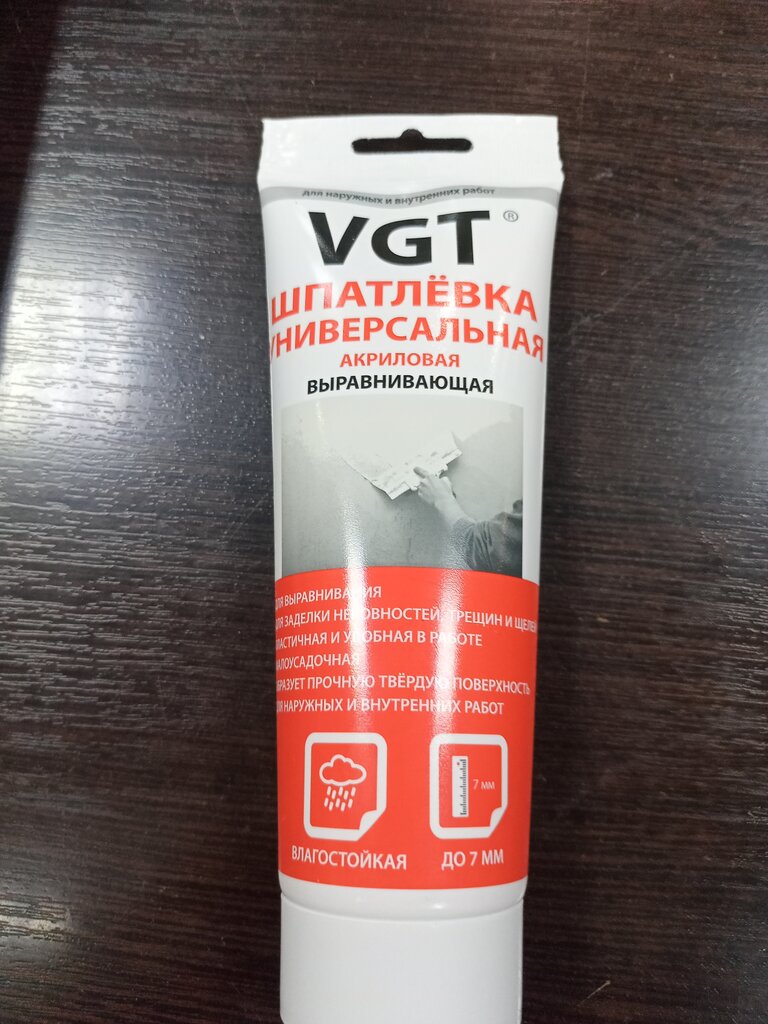 для наружных и внутренних работ
VGT ®
ШПАТЛЁВКА
УНИВЕРСАЛЬНАЯ
АКРИЛОВАЯ
ВЫРАВНИВАЮЩАЯ
ДЛЯ ВЫРАВНИВАНИЯ
ДЛЯ ЗАДЕЛКИ НЕРОВНОСТЕЙ, ТРЕЩИН И ЩЕЛЕЙ
ПЛАСТИЧНАЯ И УДОБНАЯ В РАБОТЕ
МАЛОУСАДОЧНАЯ
ОБРАЗУЕТ ПРОЧНУЮ ТВЁРДУЮ ПОВЕРХНОСТЬ
ДЛЯ НАРУЖНЫХ И ВНУТРЕННИХ РАБОТ
7 мм
ВЛАГОСТОЙКАЯ
ДО 7 ММ